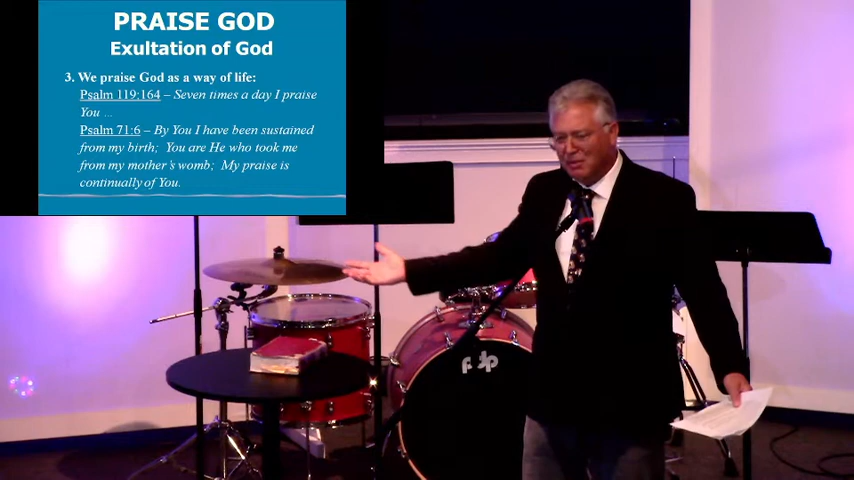 PRAISE GOD
Exultation of God
3. We praise God as a way of life:
Psalm 119:164 – Seven times a day I praise
You ...
Psalm 71:6 – By You I have been sustained
from my birth; You are He who took me
from my mother's womb; My praise is
continually of You.
pdp